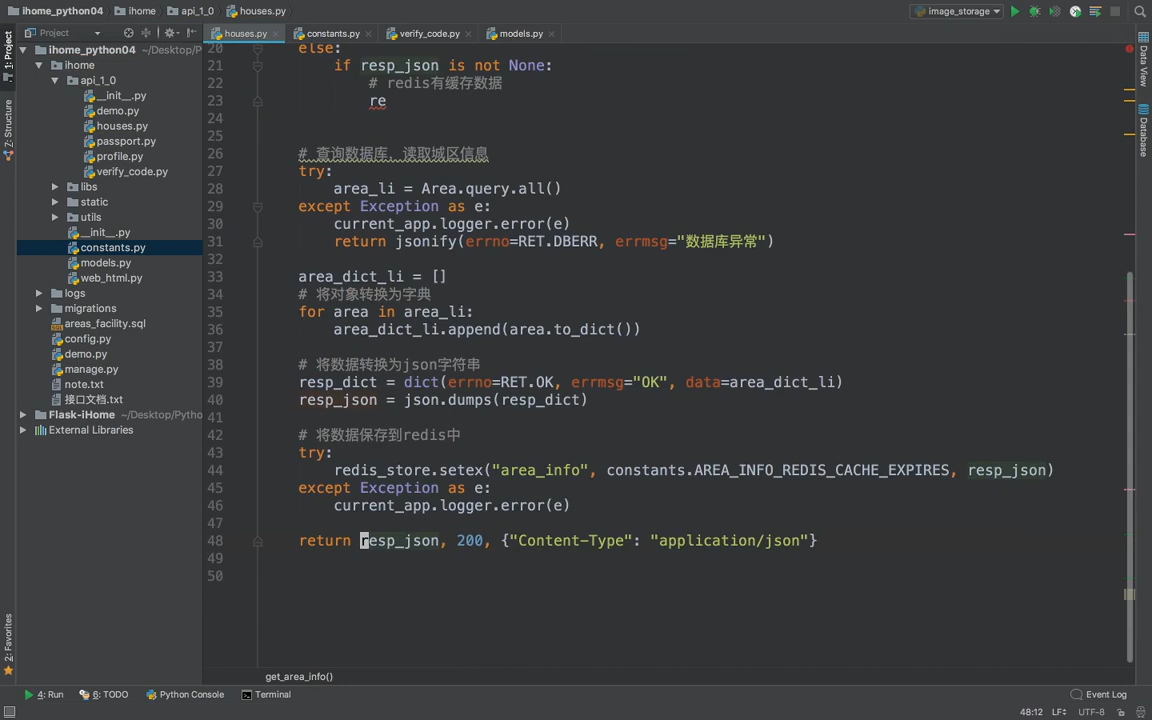 ihome_python04 ihome api_1_0 houses.py image_storage
1: Project
Project
houses.py constants.py verify_code.py models.py
ihome_python04 ~/Desktop/Py
ihome
api_1_0
__init__.py
demo.py
houses.py
passport.py
profile.py
verify_code.py
libs
static
utils
__init__.py
constants.py
models.py
web_html.py
logs
migrations
areas_facility.sql
config.py
demo.py
manage.py
note.txt
接口文档.txt
Flask-iHome ~/Desktop/Pytho
External Libraries
7: Structure
2: Favorites
Data View
Database
20 else:
21 if resp_json is not None:
22 # redis有缓存数据
23 re
24
25
26 # 查询数据库，读取城区信息
27 try:
28 area_li = Area.query.all()
29 except Exception as e:
30 current_app.logger.error(e)
31 return jsonify(errno=RET.DBERR, errmsg="数据库异常")
32
33 area_dict_li = []
34 # 将对象转换为字典
35 for area in area_li:
36 area_dict_li.append(area.to_dict())
37
38 # 将数据转换为json字符串
39 resp_dict = dict(errno=RET.OK, errmsg="OK", data=area_dict_li)
40 resp_json = json.dumps(resp_dict)
41
42 # 将数据保存到redis中
43 try:
44 redis_store.setex("area_info", constants.AREA_INFO_REDIS_CACHE_EXPIRES, resp_json)
45 except Exception as e:
46 current_app.logger.error(e)
47
48 return resp_json, 200, {"Content-Type": "application/json"}
49
50
get_area_info()
4: Run 6: TODO Python Console Terminal Event Log
48:12 LF UTF-8